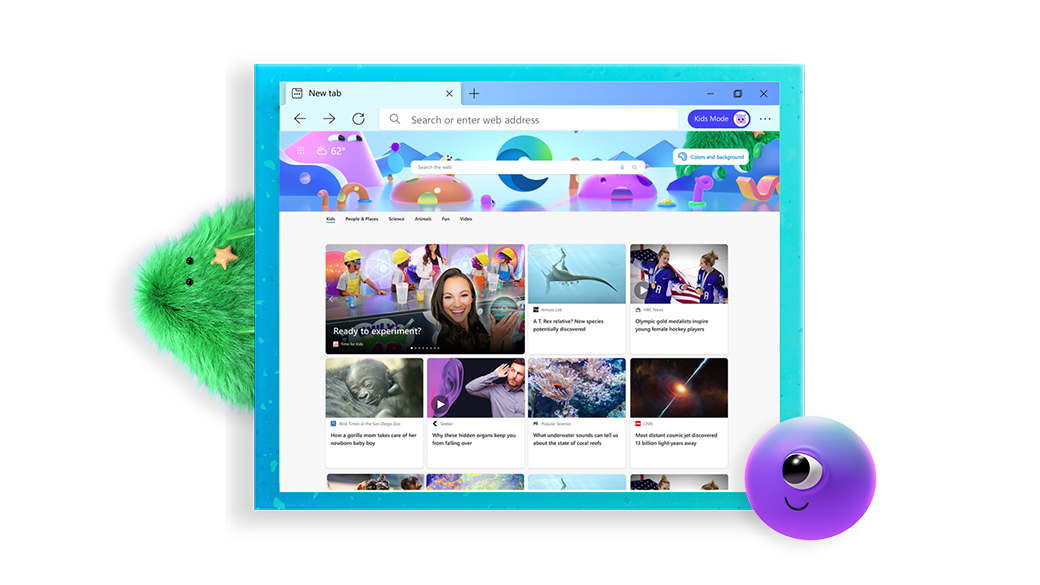 New tab
Search or enter web address
Kids Mode
62°
Search the web
Colors and background
Kids People & Places Science Animals Fun Video
Ready to experiment?
Time for Kids
Amuse Lab
A T. Rex relative? New species
potentially discovered
NBC News
Olympic gold medalists inspire
young female hockey players
Wild Times at the San Diego Zoo
How a gorilla mom takes care of her
newborn baby boy
Seeker
Why these hidden organs keep you
from falling over
PS Popular Science
What underwater sounds can tell us
about the state of coral reefs
CNN
Most distant cosmic jet discovered
13 billion light-years away